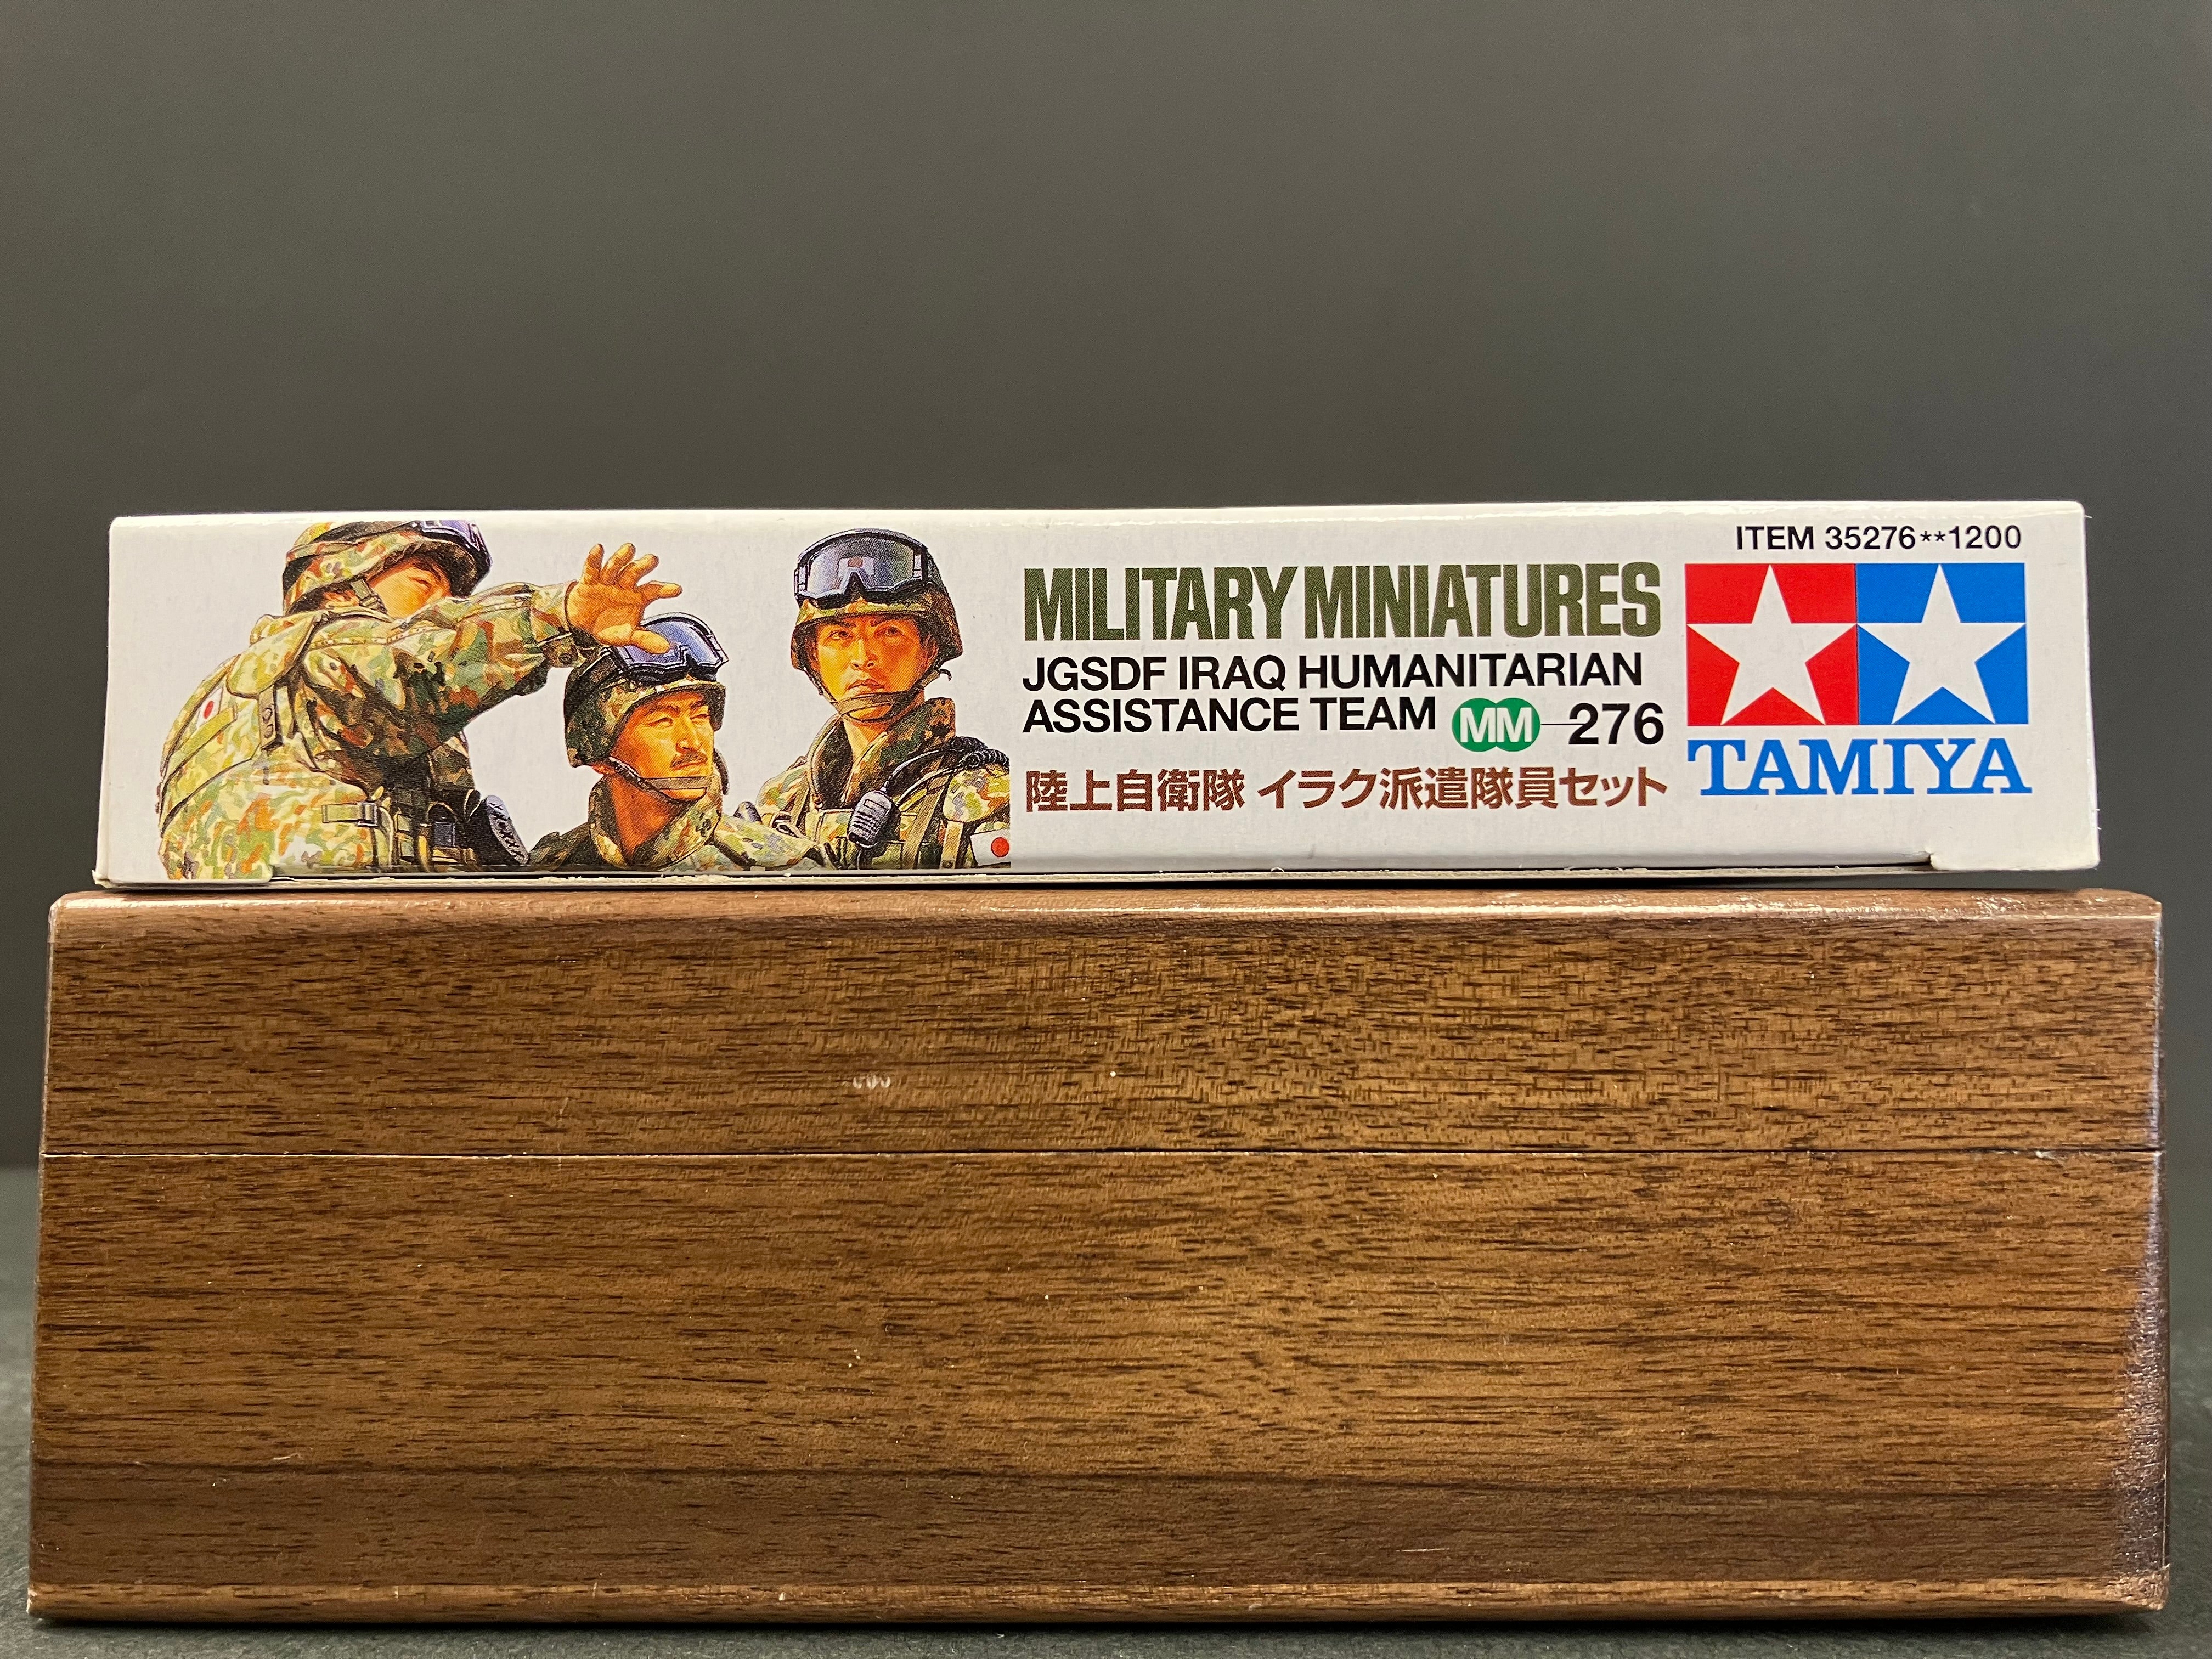 ITEM 35276**1200
MILITARY MINIATURES
JGSDF IRAQ HUMANITARIAN
ASSISTANCE TEAM MM-276
陸上自衛隊 イラク派遣隊員セット
TAMIYA